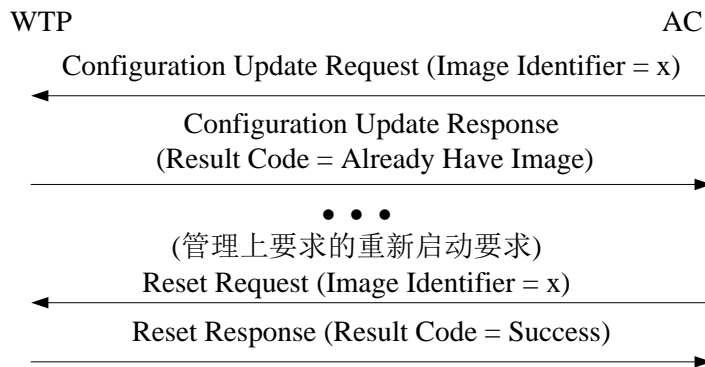 WTP AC
Configuration Update Request (Image Identifier = x)
Configuration Update Response
(Result Code = Already Have Image)
• • •
(管理上要求的重新启动要求)
Reset Request (Image Identifier = x)
Reset Response (Result Code = Success)